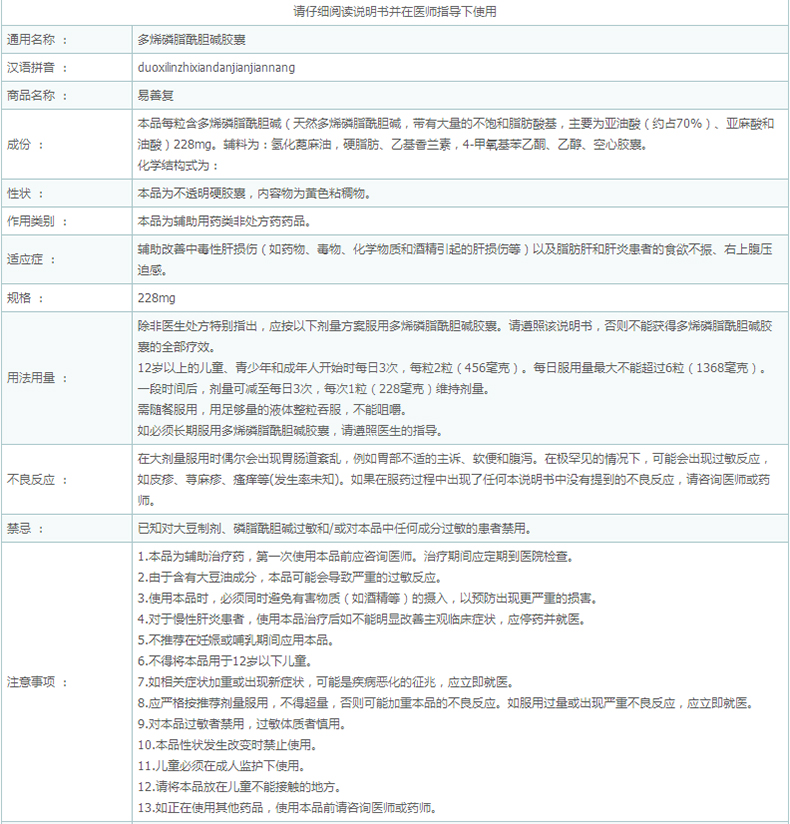 请仔细阅读说明书并在医师指导下使用
通用名称 ： 多烯磷脂酰胆碱胶囊
汉语拼音 ： duoxilinzhixiandanjianjiannang
商品名称 ： 易善复
成份 ：
本品每粒含多烯磷脂酰胆碱（天然多烯磷脂酰胆碱，带有大量的不饱和脂肪酸基，主要为亚油酸（约占70%）、亚麻酸和
油酸）228mg。辅料为：氢化蓖麻油，硬脂肪、乙基香兰素，4-甲氧基苯乙酮、乙醇、空心胶囊。
化学结构式为：
性状 ： 本品为不透明硬胶囊，内容物为黄色粘稠物。
作用类别 ： 本品为辅助用药类非处方药药品。
适应症 ：
辅助改善中毒性肝损伤（如药物、毒物、化学物质和酒精引起的肝损伤等）以及脂肪肝和肝炎患者的食欲不振、右上腹压
迫感。
规格 ： 228mg
用法用量 ：
除非医生处方特别指出，应按以下剂量方案服用多烯磷脂酰胆碱胶囊。请遵照该说明书，否则不能获得多烯磷脂酰胆碱胶
囊的全部疗效。
12岁以上的儿童、青少年和成年人开始时每日3次，每粒2粒（456毫克）。每日服用量最大不能超过6粒（1368毫克）。
一段时间后，剂量可减至每日3次，每次1粒（228毫克）维持剂量。
需随餐服用，用足够量的液体整粒吞服，不能咀嚼。
如必须长期服用多烯磷脂酰胆碱胶囊，请遵照医生的指导。
不良反应 ：
在大剂量服用时偶尔会出现胃肠道紊乱，例如胃部不适的主诉、软便和腹泻。在极罕见的情况下，可能会出现过敏反应，
如皮疹、荨麻疹、瘙痒等(发生率未知)。如果在服药过程中出现了任何本说明书中没有提到的不良反应，请咨询医师或药
师。
禁忌 ： 已知对大豆制剂、磷脂酰胆碱过敏和/或对本品中任何成分过敏的患者禁用。
注意事项 ：
1.本品为辅助治疗药，第一次使用本品前应咨询医师。治疗期间应定期到医院检查。
2.由于含有大豆油成分，本品可能会导致严重的过敏反应。
3.使用本品时，必须同时避免有害物质（如酒精等）的摄入，以预防出现更严重的损害。
4.对于慢性肝炎患者，使用本品治疗后如不能明显改善主观临床症状，应停药并就医。
5.不推荐在妊娠或哺乳期间应用本品。
6.不得将本品用于12岁以下儿童。
7.如相关症状加重或出现新症状，可能是疾病恶化的征兆，应立即就医。
8.应严格按推荐剂量服用，不得超量，否则可能加重本品的不良反应。如服用过量或出现严重不良反应，应立即就医。
9.对本品过敏者禁用，过敏体质者慎用。
10.本品性状发生改变时禁止使用。
11.儿童必须在成人监护下使用。
12.请将本品放在儿童不能接触的地方。
13.如正在使用其他药品，使用本品前请咨询医师或药师。